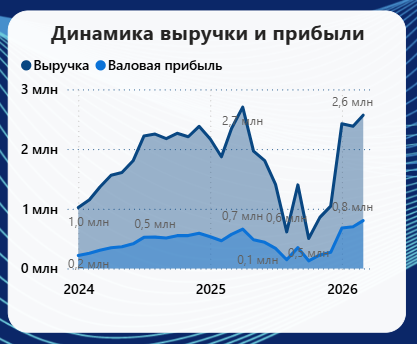 Динамика выручки и прибыли
Выручка Валовая прибыль
3 млн
2,6 млн
2,7 млн
2 млн
1 млн
1,0 млн
0,5 млн
0,7 млн
0,6 млн
0,8 млн
0,2 млн
0,1 млн
0,3 млн
0 млн
2024
2025
2026